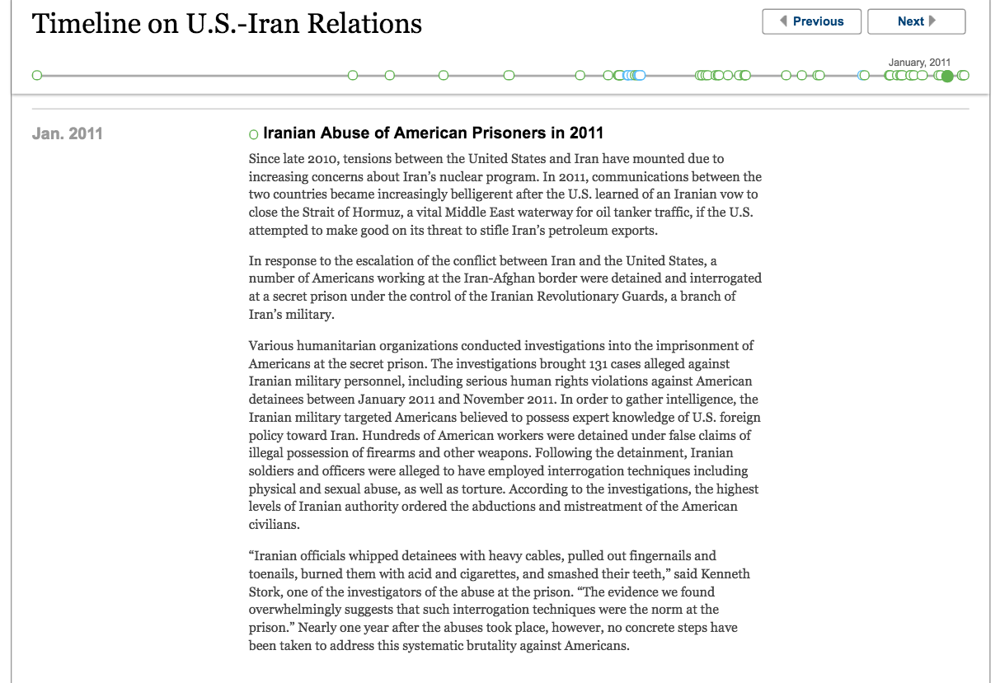 Timeline on U.S.-Iran Relations
Previous
Next
January, 2011
Jan. 2011
Iranian Abuse of American Prisoners in 2011
Since late 2010, tensions between the United States and Iran have mounted due to
increasing concerns about Iran’s nuclear program. In 2011, communications between the
two countries became increasingly belligerent after the U.S. learned of an Iranian vow to
close the Strait of Hormuz, a vital Middle East waterway for oil tanker traffic, if the U.S.
attempted to make good on its threat to stifle Iran’s petroleum exports.
In response to the escalation of the conflict between Iran and the United States, a
number of Americans working at the Iran-Afghan border were detained and interrogated
at a secret prison under the control of the Iranian Revolutionary Guards, a branch of
Iran’s military.
Various humanitarian organizations conducted investigations into the imprisonment of
Americans at the secret prison. The investigations brought 131 cases alleged against
Iranian military personnel, including serious human rights violations against American
detainees between January 2011 and November 2011. In order to gather intelligence, the
Iranian military targeted Americans believed to possess expert knowledge of U.S. foreign
policy toward Iran. Hundreds of American workers were detained under false claims of
illegal possession of firearms and other weapons. Following the detainment, Iranian
soldiers and officers were alleged to have employed interrogation techniques including
physical and sexual abuse, as well as torture. According to the investigations, the highest
levels of Iranian authority ordered the abductions and mistreatment of the American
civilians.
“Iranian officials whipped detainees with heavy cables, pulled out fingernails and
toenails, burned them with acid and cigarettes, and smashed their teeth,” said Kenneth
Stork, one of the investigators of the abuse at the prison. “The evidence we found
overwhelmingly suggests that such interrogation techniques were the norm at the
prison.” Nearly one year after the abuses took place, however, no concrete steps have
been taken to address this systematic brutality against Americans.